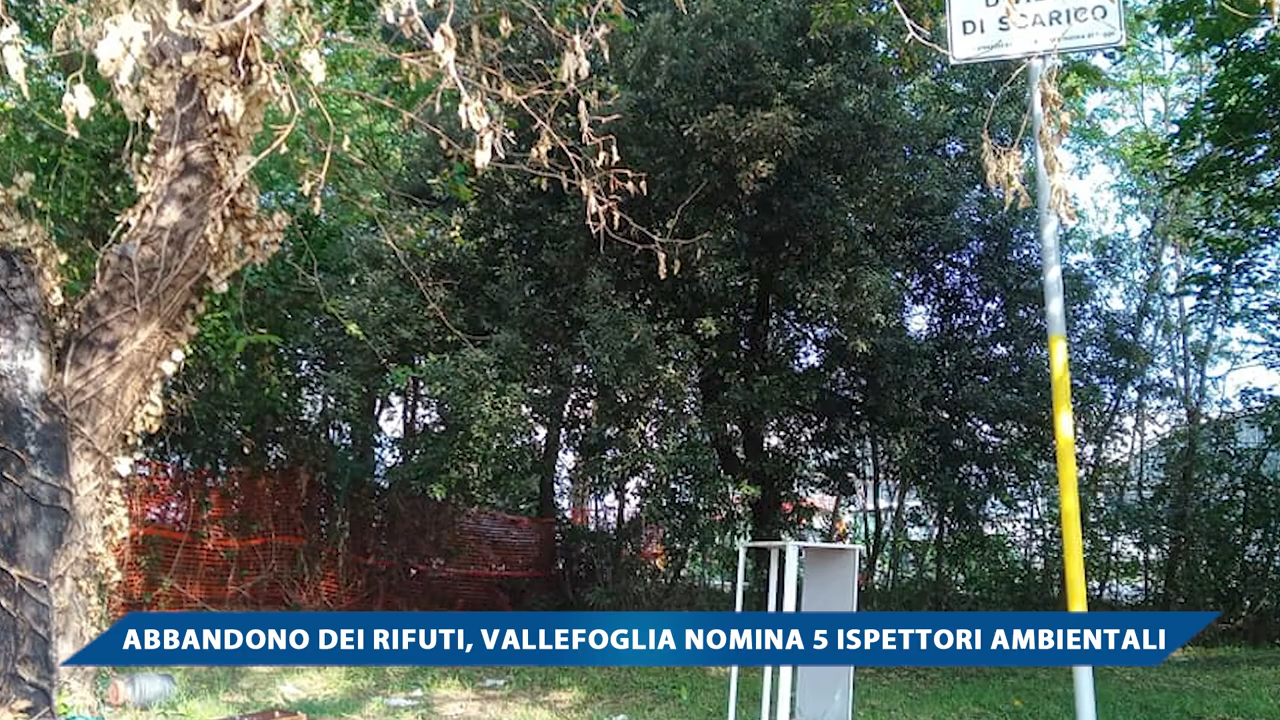 DI SCARICO
ABBANDONO DEI RIFUTI, VALLEFOGLIA NOMINA 5 ISPETTORI AMBIENTALI